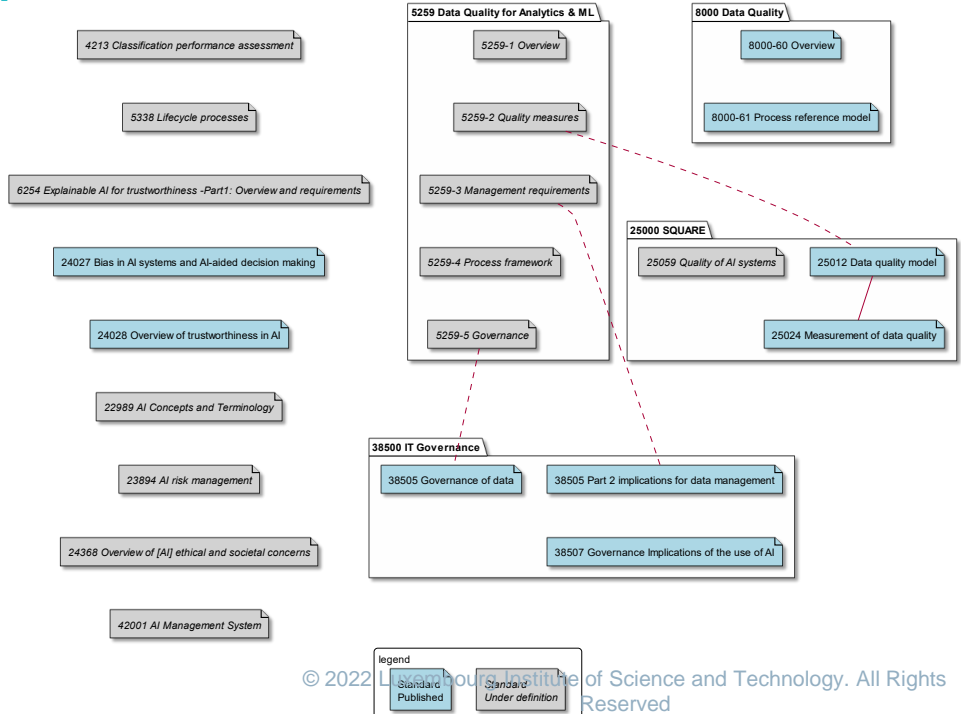 4213 Classification performance assessment
5338 Lifecycle processes
6254 Explainable AI for trustworthiness -Part1: Overview and requirements
24027 Bias in AI systems and AI-aided decision making
24028 Overview of trustworthiness in AI
22989 AI Concepts and Terminology
23894 AI risk management
24368 Overview of [AI] ethical and societal concerns
42001 AI Management System
5259 Data Quality for Analytics & ML
5259-1 Overview
5259-2 Quality measures
5259-3 Management requirements
5259-4 Process framework
5259-5 Governance
8000 Data Quality
8000-60 Overview
8000-61 Process reference model
25000 SQUARE
25059 Quality of AI systems
25012 Data quality model
25024 Measurement of data quality
38500 IT Governance
38505 Governance of data
38505 Part 2 implications for data management
38507 Governance Implications of the use of AI
legend
Standard
Published
Standard
Under definition
© 2022 Luxembourg Institute of Science and Technology. All Rights
Reserved